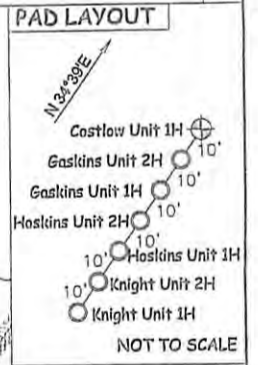 PAD LAYOUT
N 34°39'E
Costlow Unit 1H
10'
Gaskins Unit 2H
10'
Gaskins Unit 1H
10'
Hoskins Unit 2H
10'
Hoskins Unit 1H
10'
Knight Unit 2H
Knight Unit 1H
NOT TO SCALE